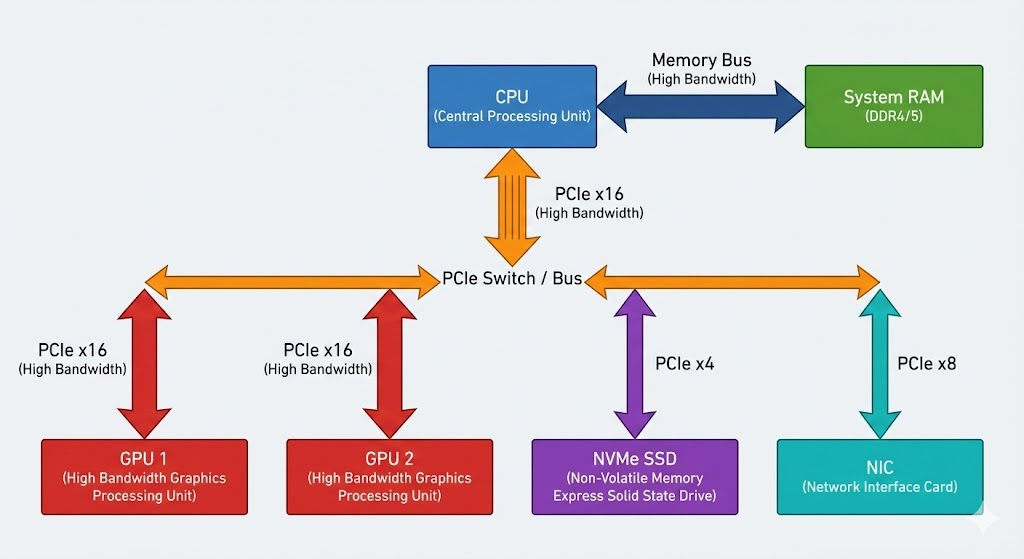 Memory Bus
(High Bandwidth)
CPU
(Central Processing Unit)
System RAM
(DDR4/5)
PCIe x16
(High Bandwidth)
PCIe Switch / Bus
PCIe x16
(High Bandwidth)
PCIe x16
(High Bandwidth)
PCIe x4
PCIe x8
GPU 1
(High Bandwidth Graphics
Processing Unit)
GPU 2
(High Bandwidth Graphics
Processing Unit)
NVMe SSD
(Non-Volatile Memory
Express Solid State Drive)
NIC
(Network Interface Card)